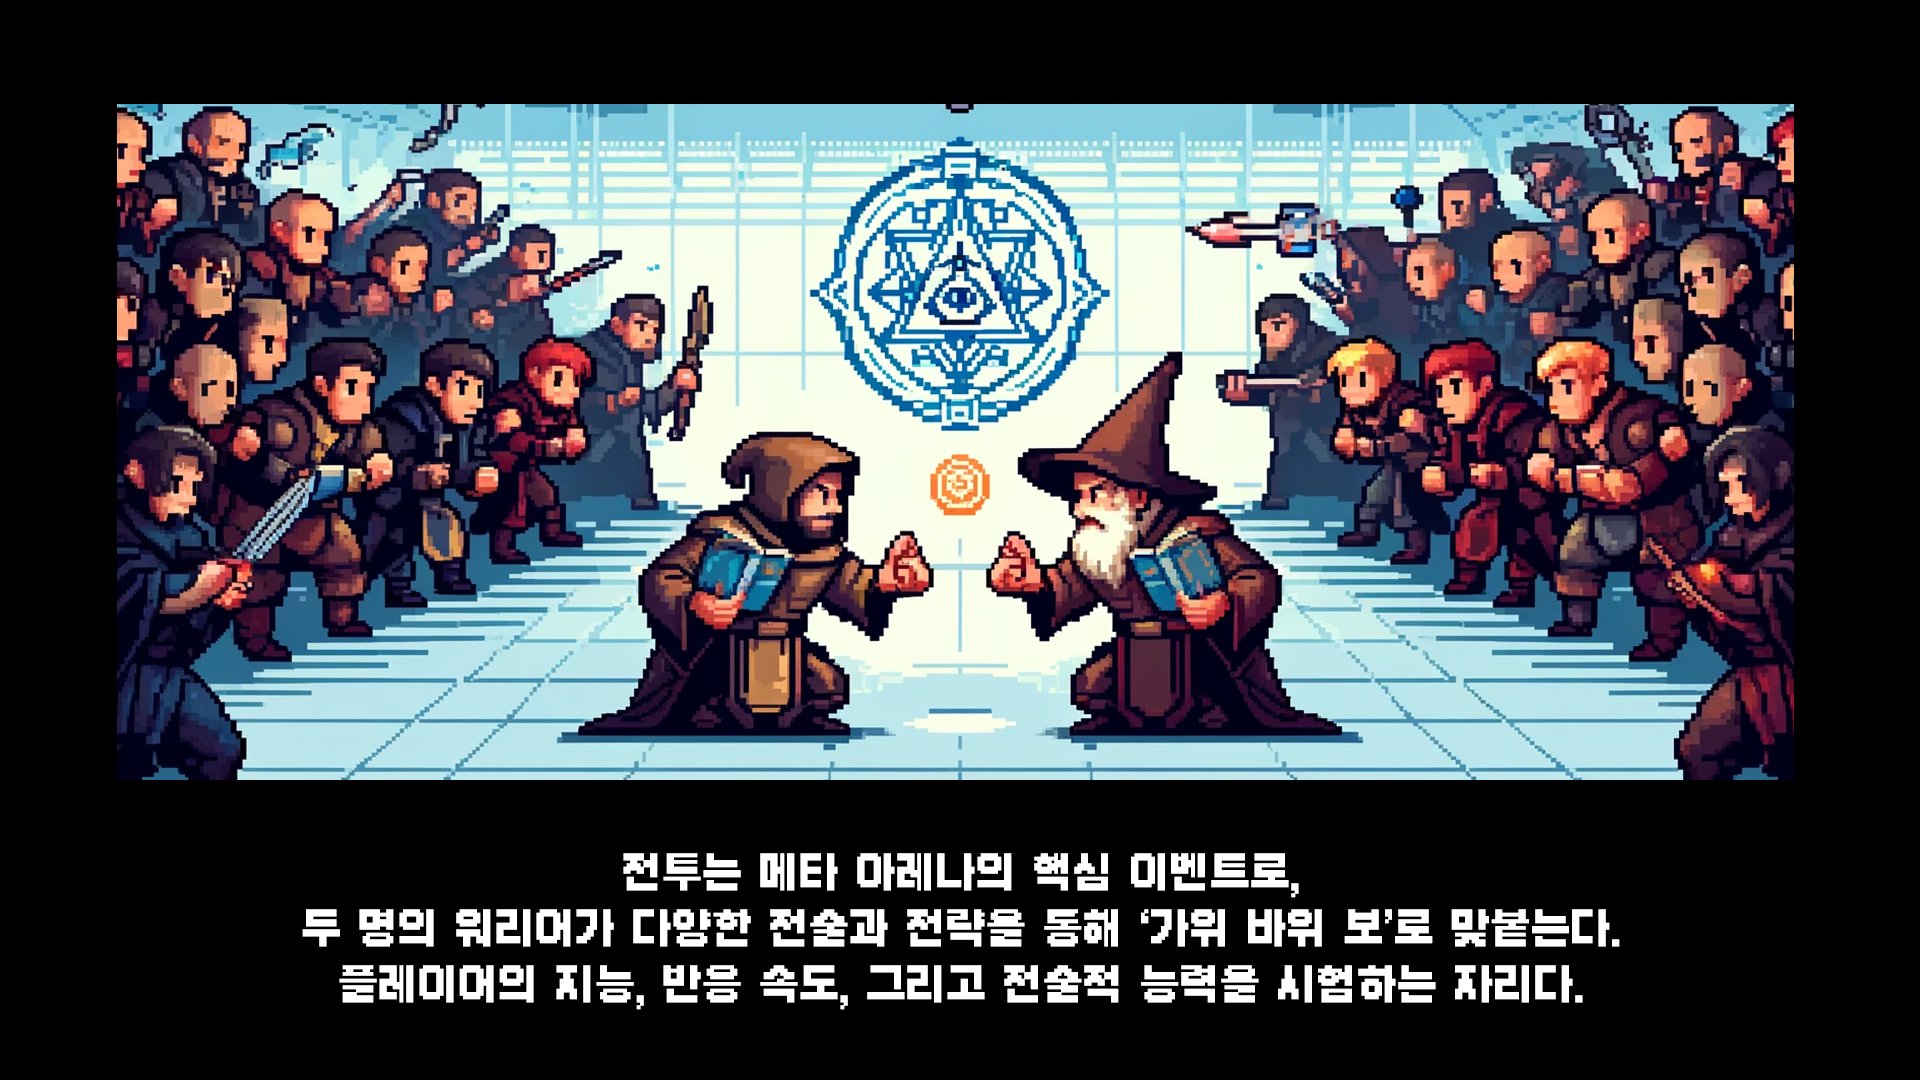 전투는 메타 아레나의 핵심 이벤트로,
두 명의 워리어가 다양한 전술과 전략을 통해 ‘가위 바위 보’로 맞붙는다.
플레이어의 지능, 반응 속도, 그리고 전술적 능력을 시험하는 자리다.